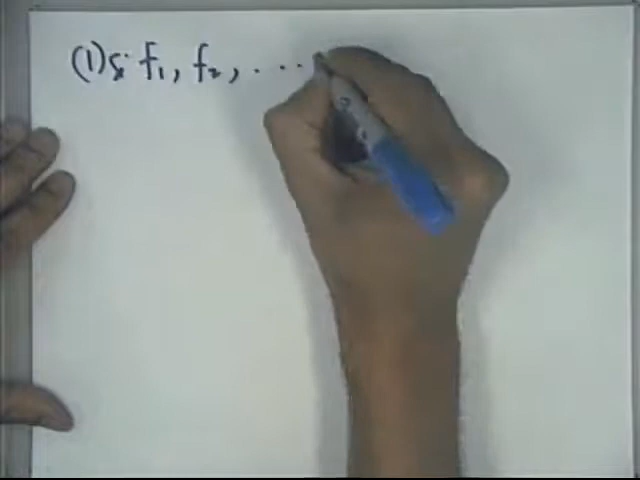 (1) S: f₁, f₂, ...